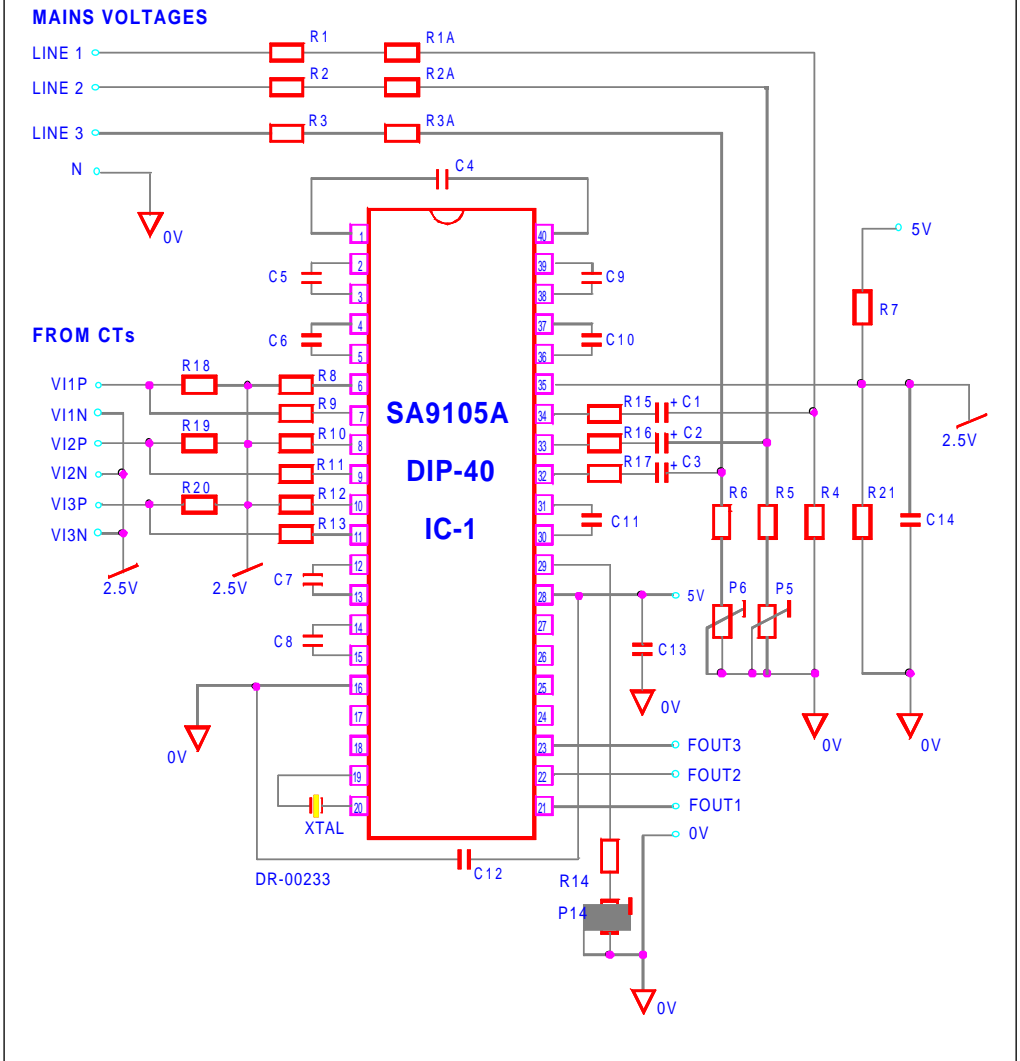 MAINS VOLTAGES
R1 R1A
LINE 1
R2 R2A
LINE 2
R3 R3A
LINE 3
N
C4
0V
1 40
5V
2 39
C5 C9
3 38
R7
4 37
FROM CTs
C6 C10
5 36
R18 R8
VI1P 6 35
R9 R15 + C1
VI1N 7 SA9105A 34
2.5V
R19 R10 R16 + C2
VI2P 8 33
R11 R17 + C3
VI2N 9 DIP-40 32
R20 R12 R6 R5 R4 R21
VI3P 10 31
R13 C11 C14
VI3N 11 IC-1 30
12 29
C7
2.5V 2.5V P6 P5
13 28 5V
14 27
C8 C13
15 26
16 25
0V
17 24
0V 18 23 FOUT3 0V 0V
19 22 FOUT2
20 21 FOUT1
XTAL
0V
DR-00233 C12 R14
P14
0V